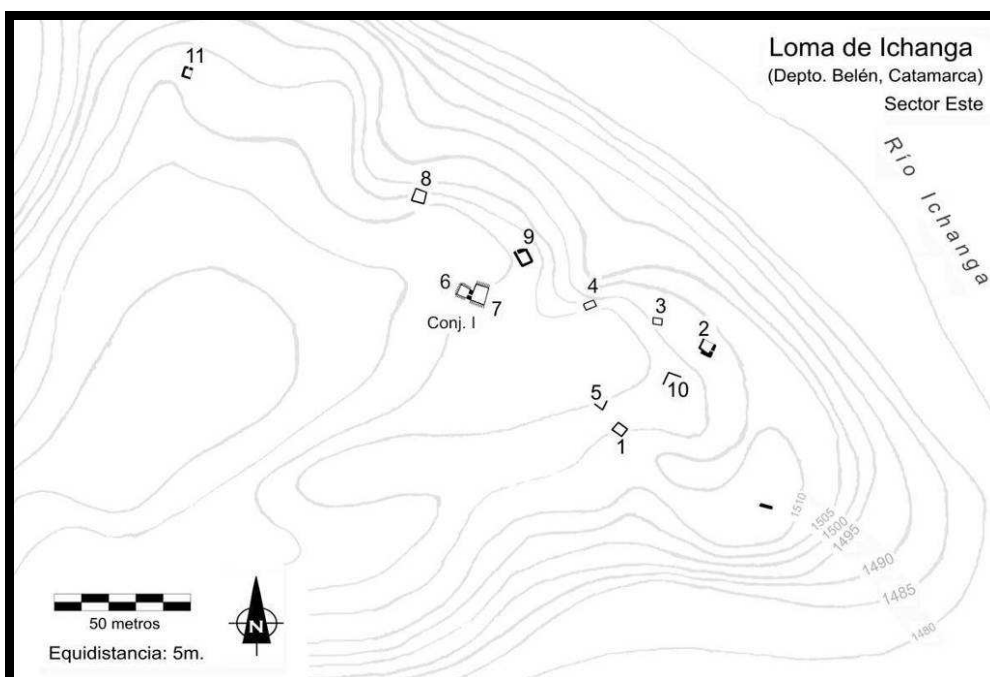 Loma de Ichanga
(Depto. Belén, Catamarca)
Sector Este
Río Ichanga
11
8
9
6
7
Conj. I
4
3
2
10
5
1
1510
1505
1500
1495
1490
1485
1480
50 metros
N
Equidistancia: 5m.